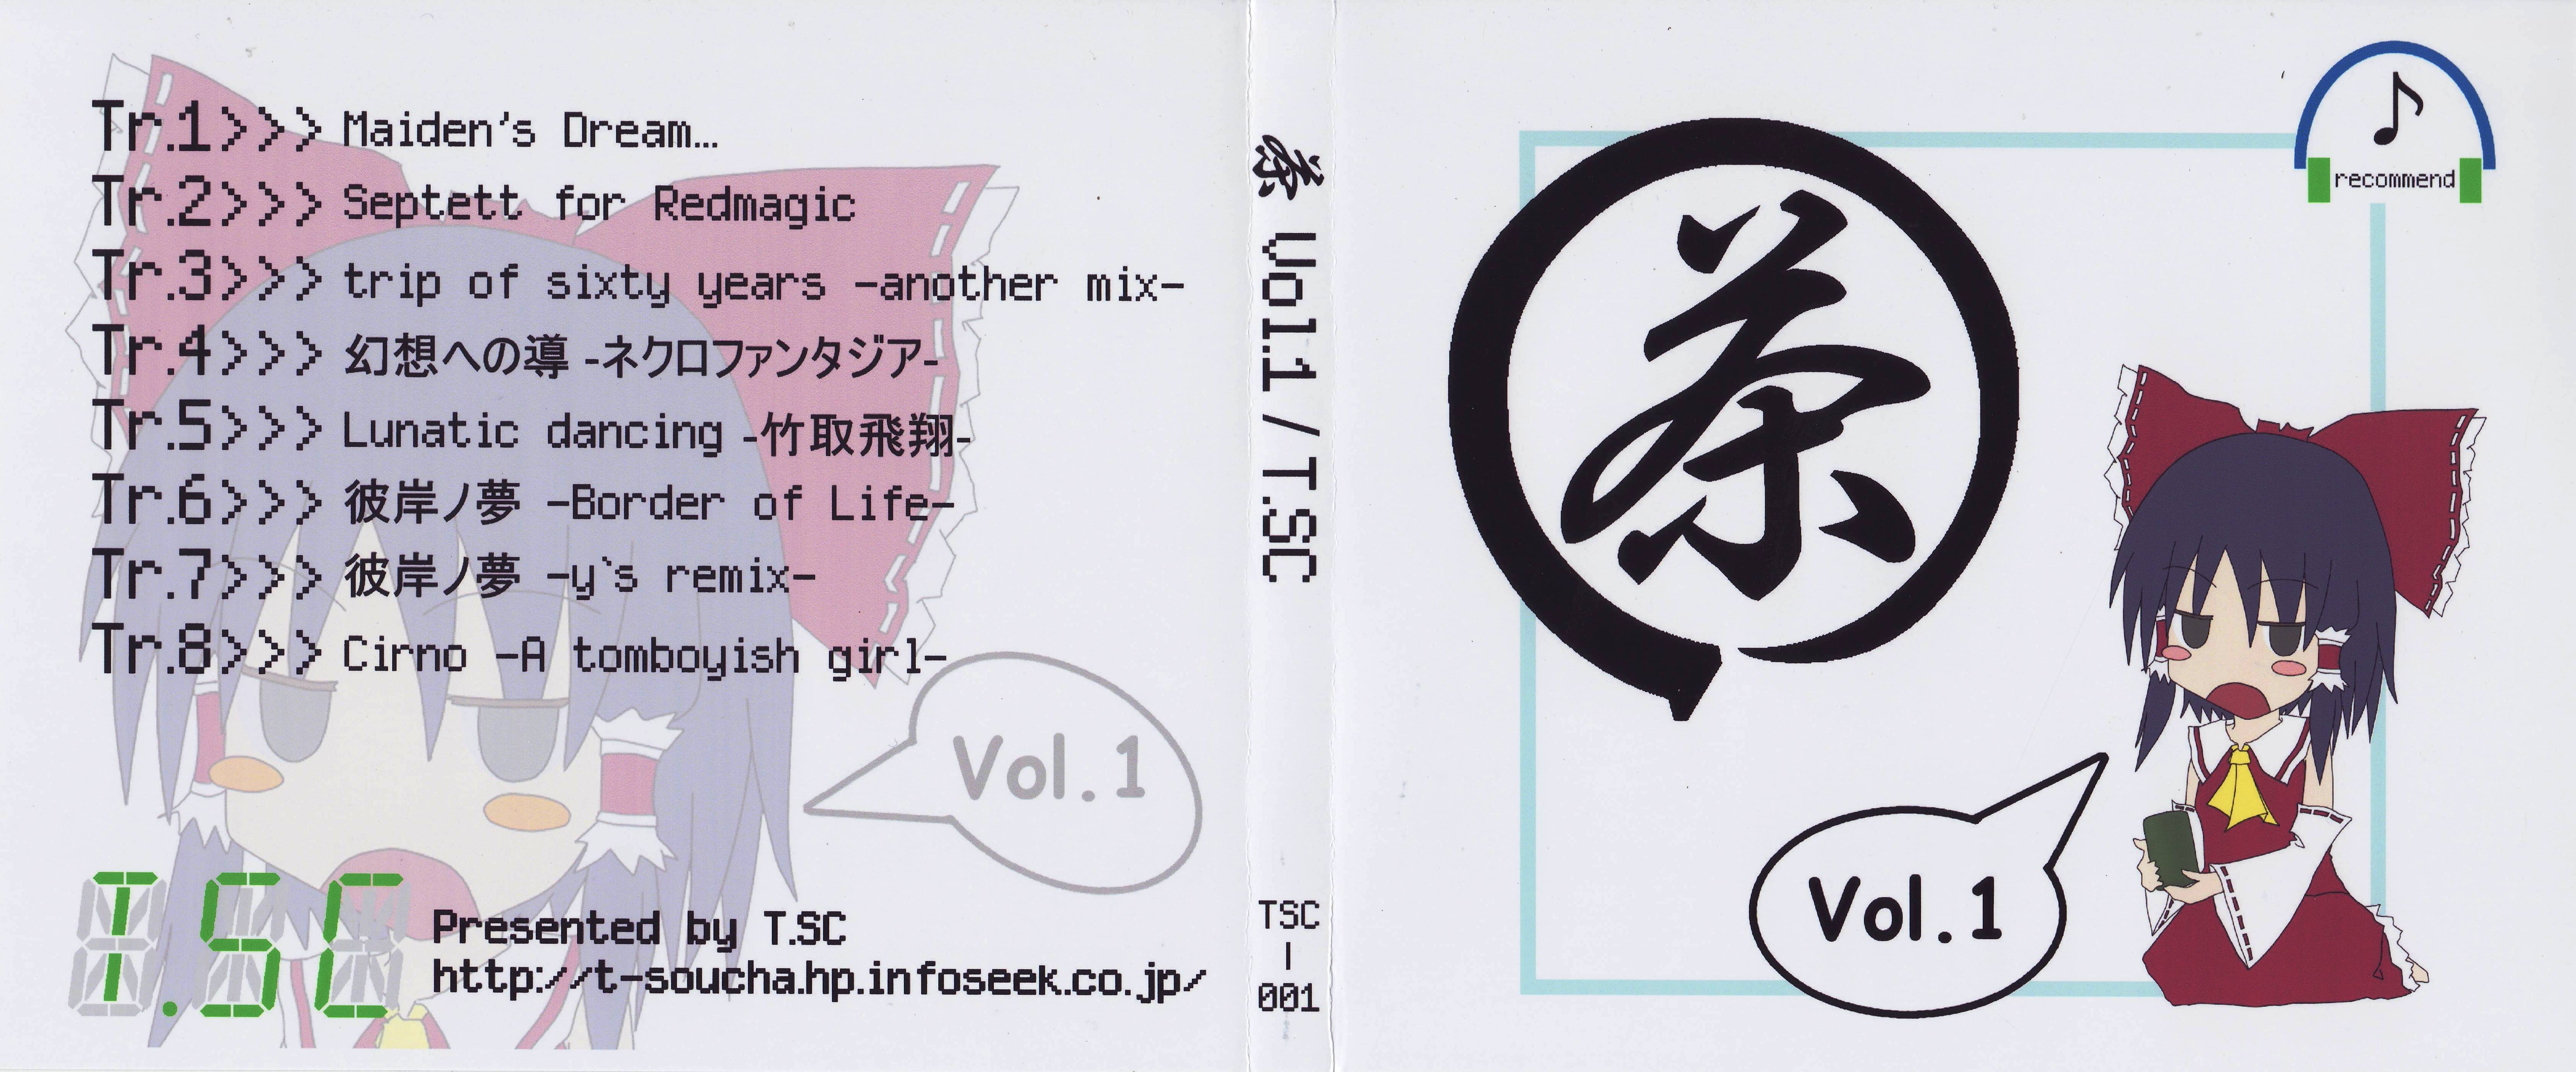 Tr.1>>> Maiden's Dream…
Tr.2>>> Septett for Redmagic
Tr.3>>> trip of sixty years -another mix-
Tr.4>>> 幻想への導 -ネクロファンタジア-
Tr.5>>> Lunatic dancing -竹取飛翔-
Tr.6>>> 彼岸ノ夢 -Border of Life-
Tr.7>>> 彼岸ノ夢 -y`s remix-
Tr.8>>> Cirno -A tomboyish girl-
Vol.1
T.SC
Presented by T.SC
http://t-soucha.hp.infoseek.co.jp/
茶 Vol.1 / T.SC
TSC-001
♪
recommend
茶
Vol.1